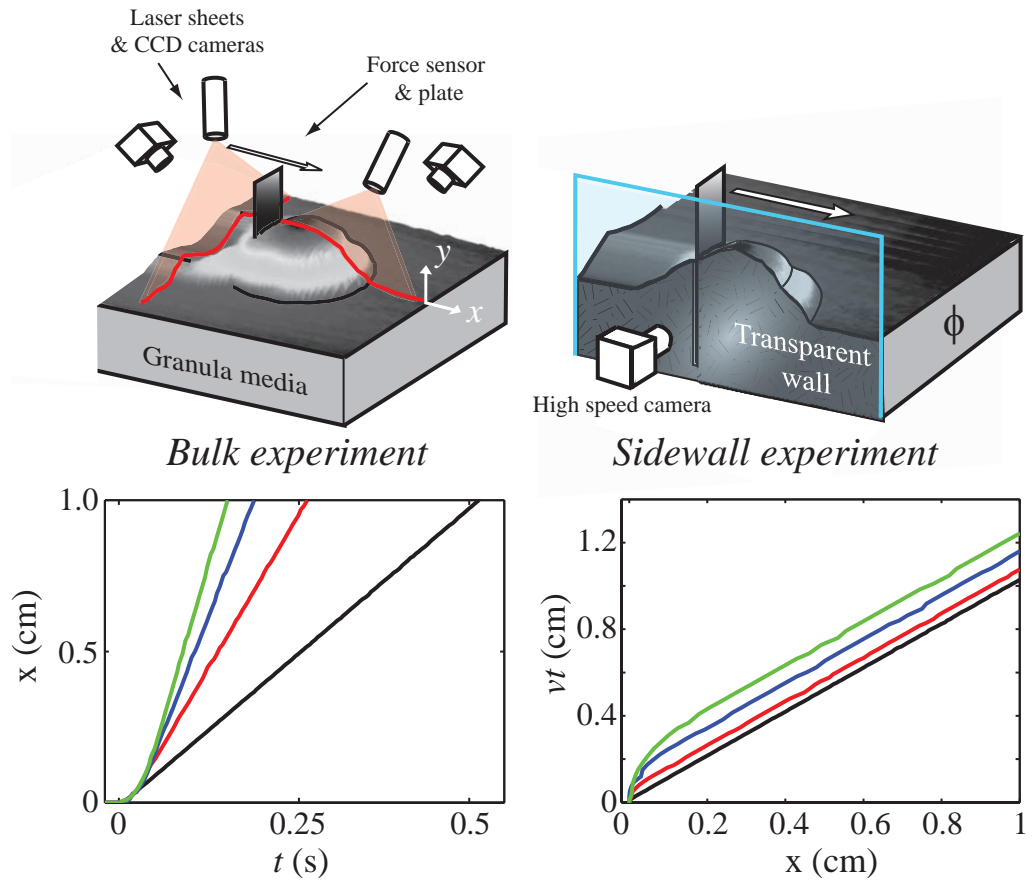 Laser sheets
& CCD cameras
Force sensor
& plate
y
x
Granula media
Bulk experiment
ϕ
Transparent
wall
High speed camera
Sidewall experiment
1.0
0.5
0
x (cm)
0
0.25
0.5
t (s)
1.2
0.8
0.4
0
vt (cm)
0
0.2
0.4
0.6
0.8
1
x (cm)